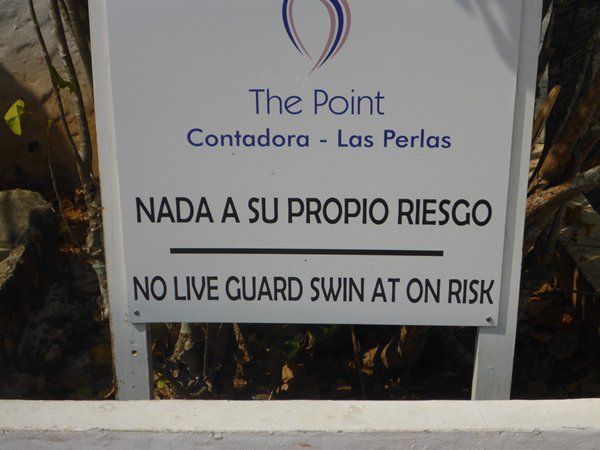 The Point
Contadora - Las Perlas
NADA A SU PROPIO RIESGO
NO LIVE GUARD SWIN AT ON RISK